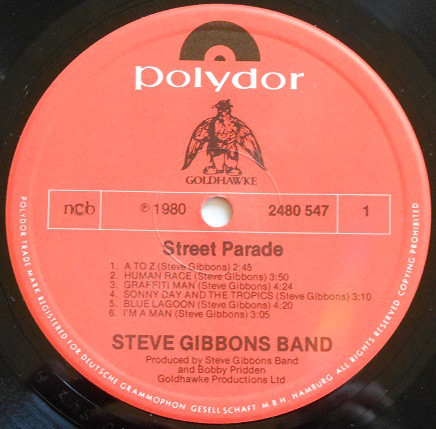 polydor
GOLDHAWKE
ncb
℗ 1980
2480 547
1
Street Parade
1. A TO Z (Steve Gibbons) 2:45
2. HUMAN RACE (Steve Gibbons) 3:50
3. GRAFFITI MAN (Steve Gibbons) 4:24
4. SONNY DAY AND THE TROPICS (Steve Gibbons) 3:10
5. BLUE LAGOON (Steve Gibbons) 4:20
6. I'M A MAN (Steve Gibbons) 3:05
STEVE GIBBONS BAND
Produced by Steve Gibbons Band
and Bobby Pridden
Goldhawke Productions Ltd
POLYDOR TRADE MARK REGISTERED FOR DEUTSCHE GRAMMOPHON GESELLSCHAFT M B H, HAMBURG. ALL RIGHTS RESERVED COPYING PROHIBITED